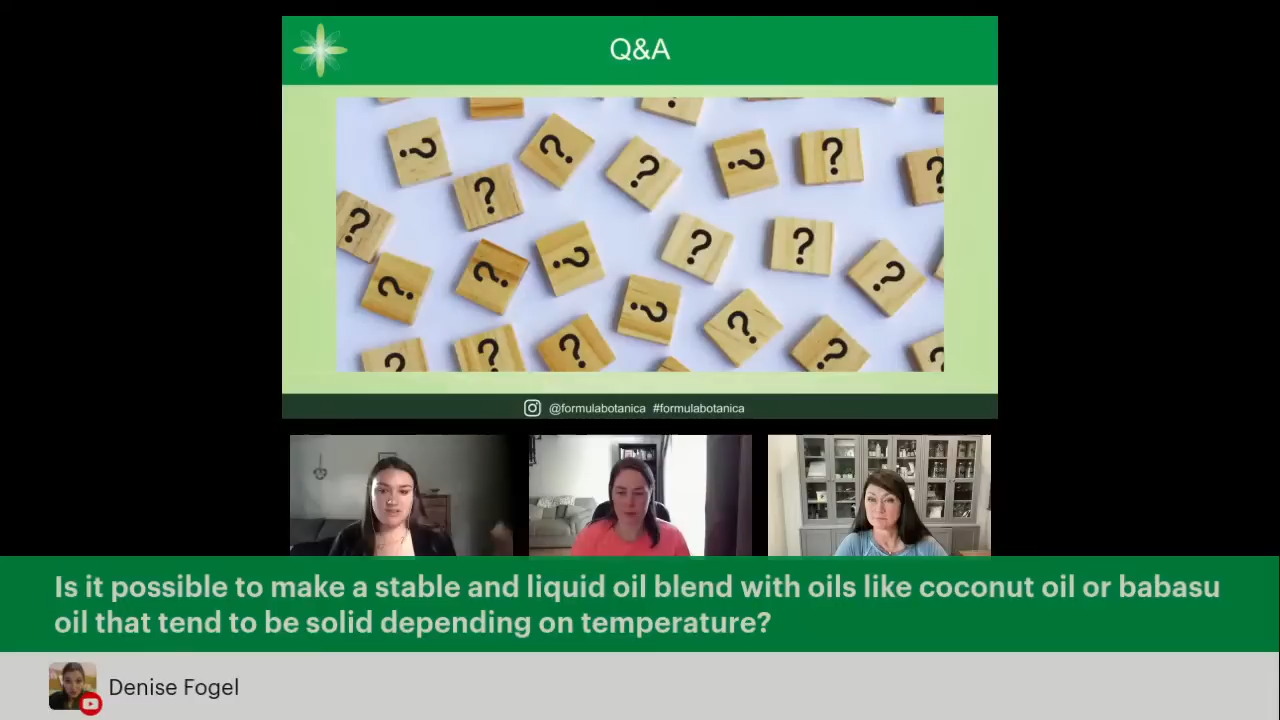 Q&A
@formulabotanica #formulabotanica
Is it possible to make a stable and liquid oil blend with oils like coconut oil or babasu
oil that tend to be solid depending on temperature?
Denise Fogel